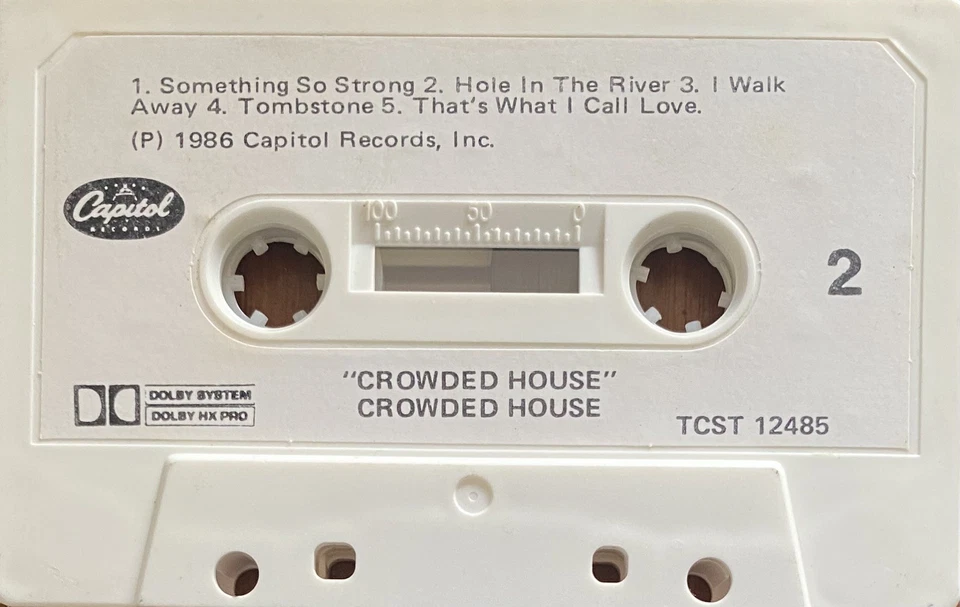 1. Something So Strong 2. Hole In The River 3. I Walk
Away 4. Tombstone 5. That's What I Call Love.
(P) 1986 Capitol Records, Inc.
Capitol
RECORDS
100 50 0
2
DOLBY SYSTEM
DOLBY HX PRO
"CROWDED HOUSE"
CROWDED HOUSE
TCST 12485